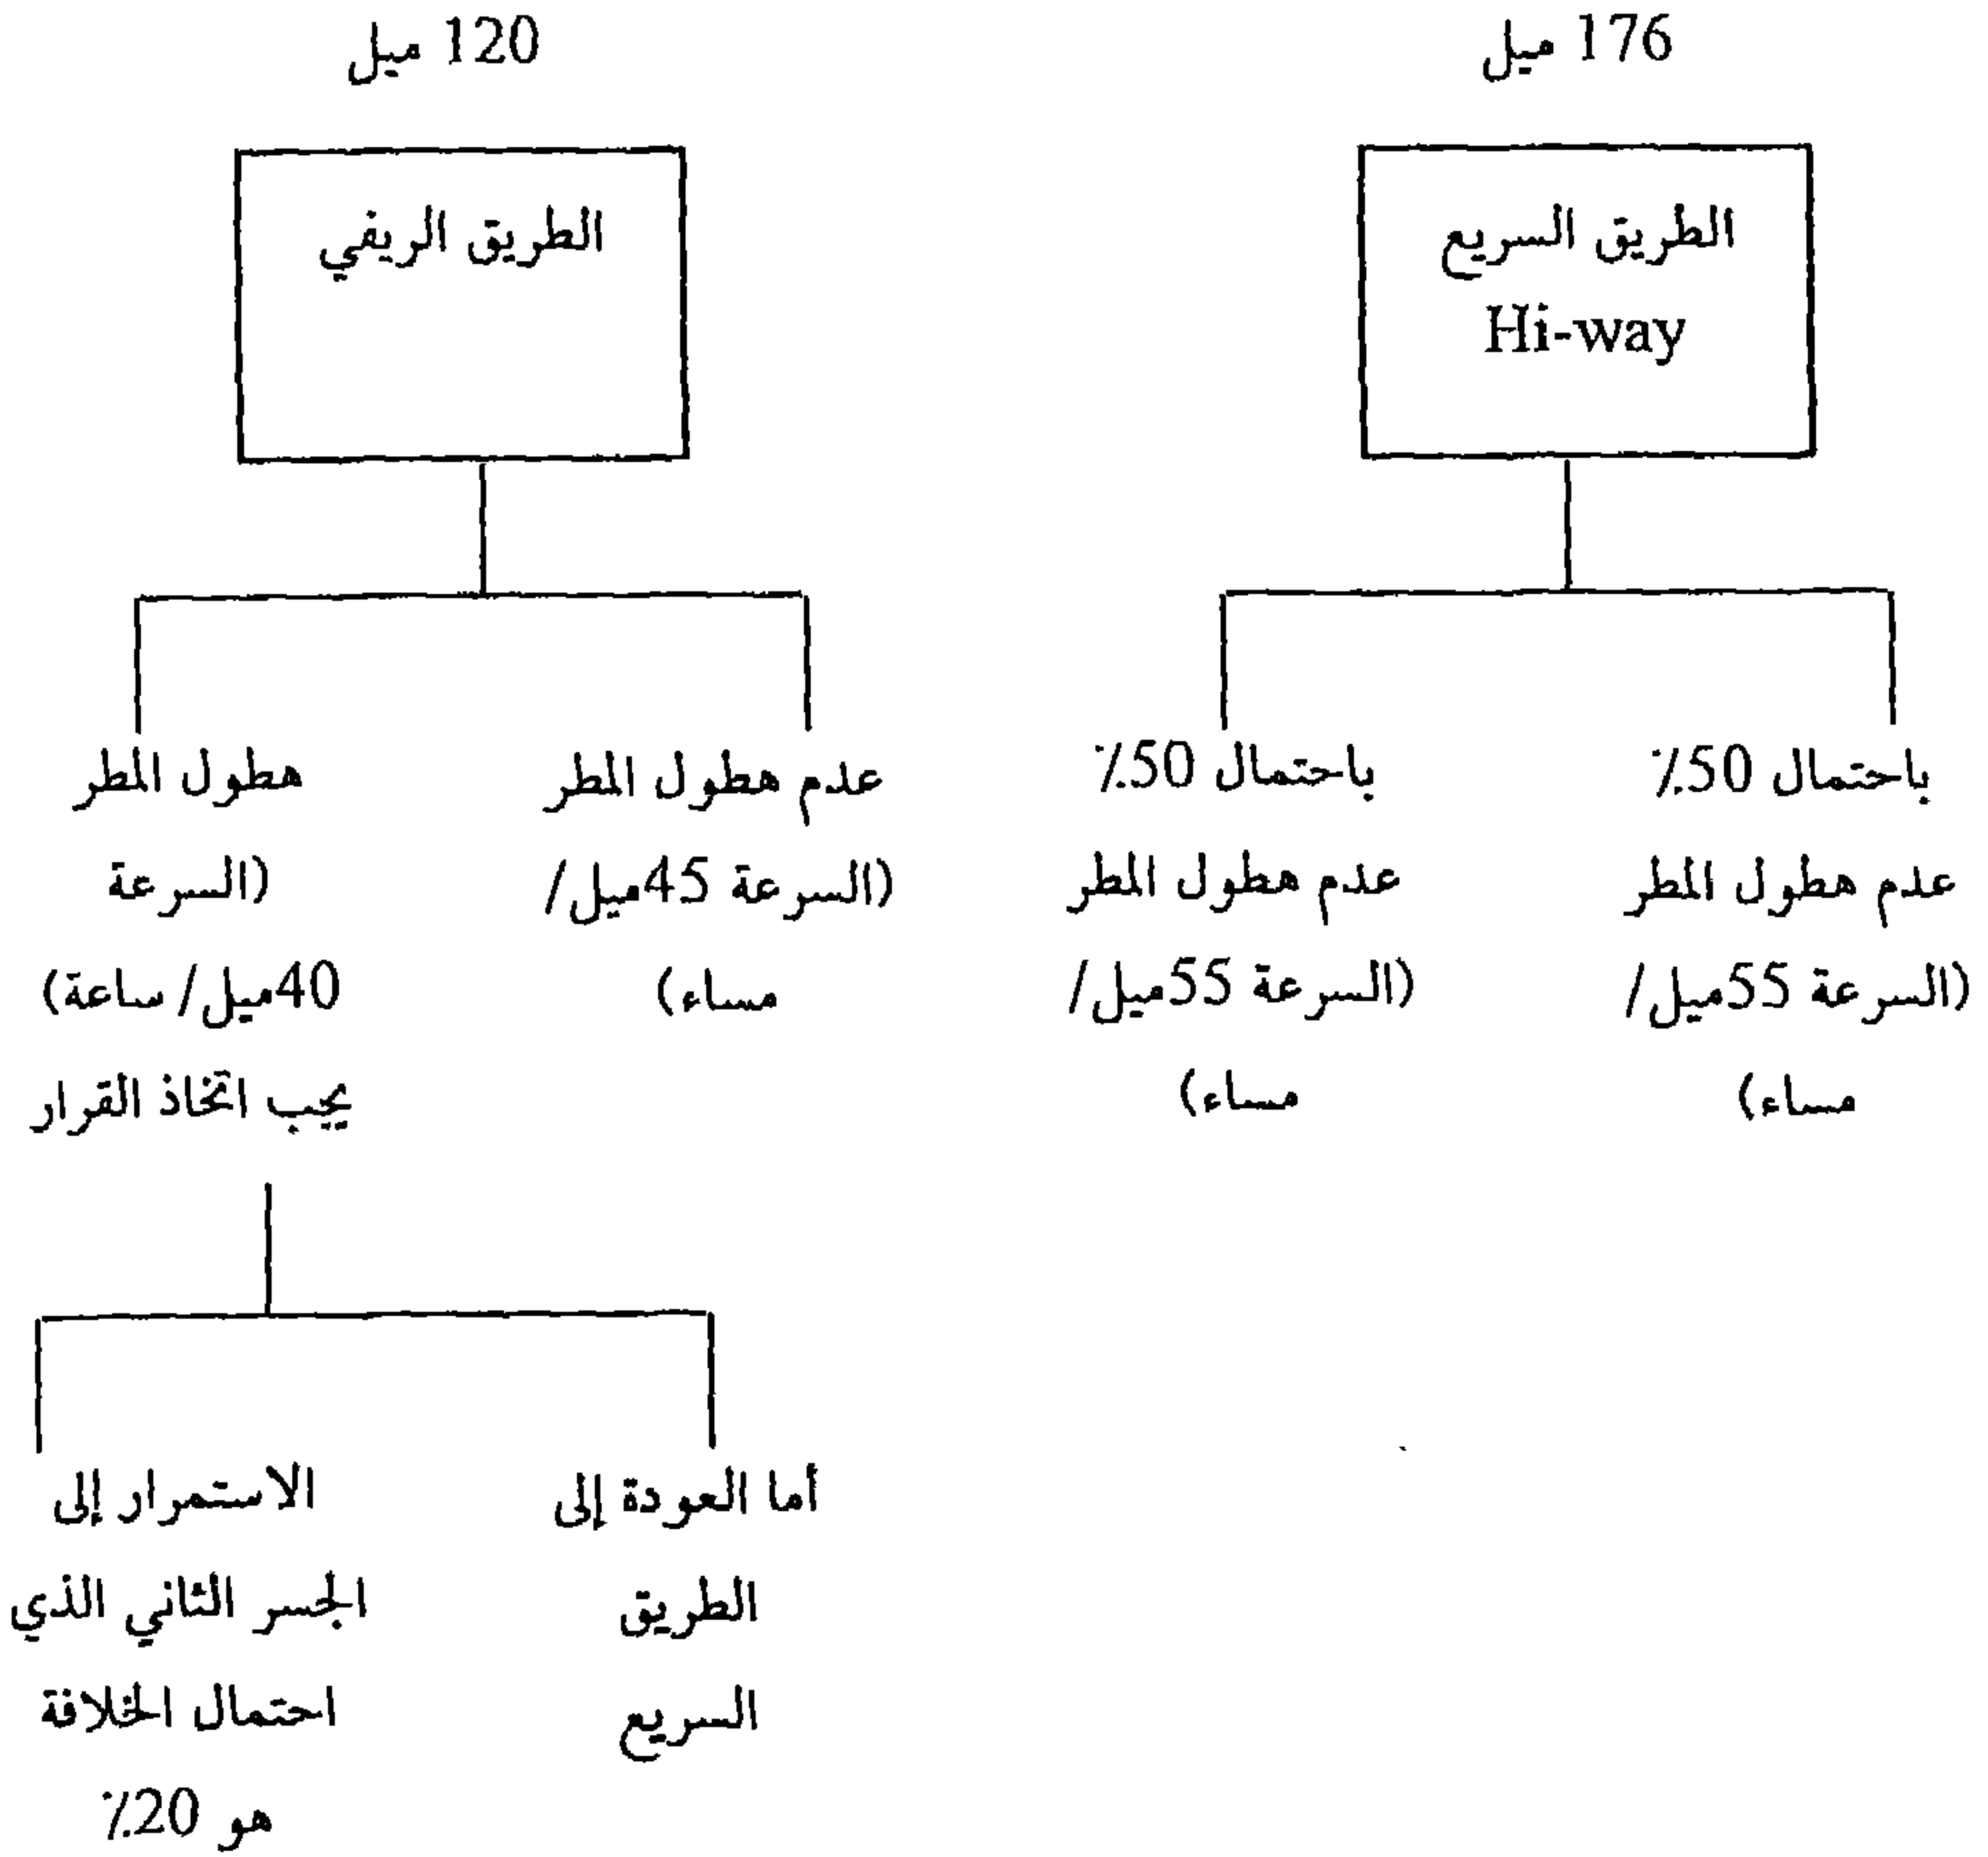 176 ميل
الطريق السريع
Hi-way
باحتمال 50٪
عدم هطول المطر
(السرعة 55ميل/
مساء)
باحتمال 50٪
عدم هطول المطر
(السرعة 55ميل/
مساء)
120 ميل
الطريق الريفي
عدم هطول المطر
(السرعة 45ميل/
مساء)
هطول المطر
(السرعة
40ميل/ ساعة)
يجب اتخاذ القرار
أما العودة إلى
الطريق
السريع
الاستمرار إلى
الجسر الثاني الذي
احتمال الخلافة
هو 20٪